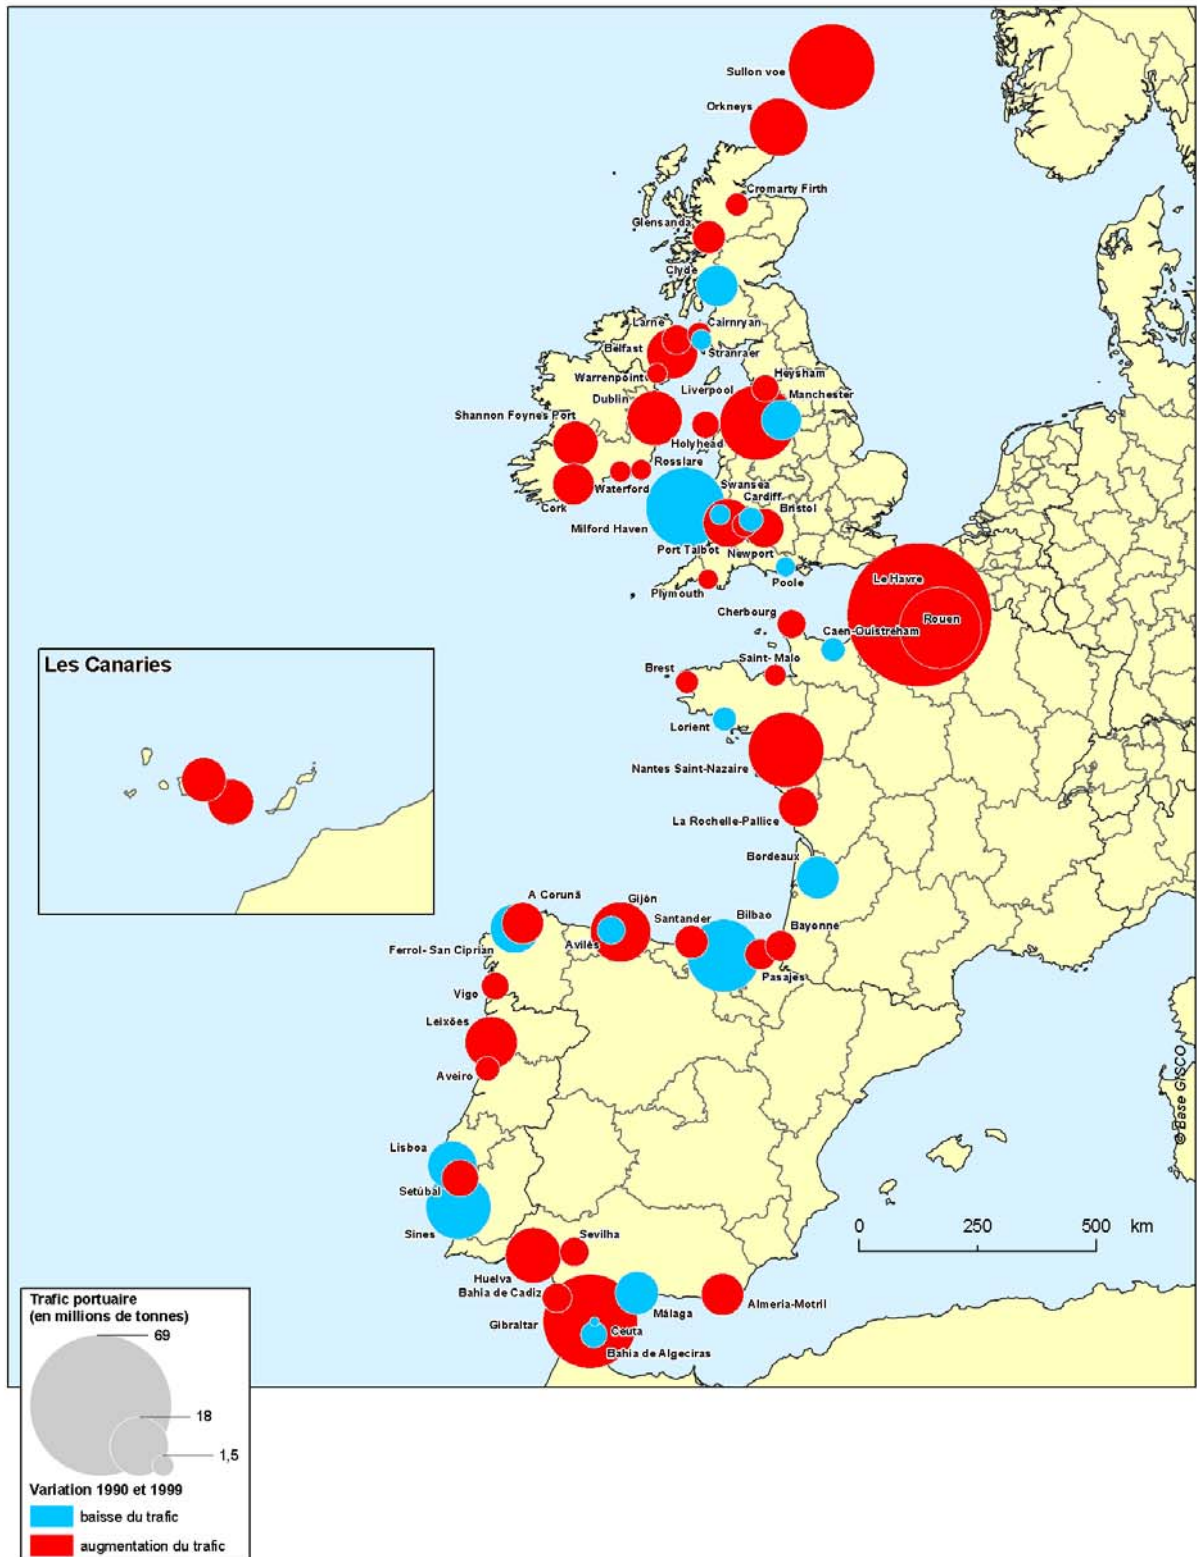 Sullon voe
Orkneys
Cromarty Firth
Glensanda
Clyde
Larne
Cairnryan
Belfast
Stranraer
Warrenpoint
Heysham
Liverpool
Manchester
Dublin
Shannon Foynes Port
Holyhead
Rosslare
Waterford
Swansea
Cardiff
Cork
Bristol
Milford Haven
Port Talbot
Newport
Poole
Plymouth
Le Havre
Rouen
Cherbourg
Caen-Ouistreham
Saint-Malo
Brest
Lorient
Nantes Saint-Nazaire
La Rochelle-Pallice
Bordeaux
Les Canaries
A Corunã
Gijón
Santander
Bilbao
Bayonne
Ferrol- San Ciprian
Avilès
Pasajes
Vigo
Leixões
Aveiro
Lisboa
Setúbal
Sines
Sevilha
Huelva
Bahia de Cadiz
Málaga
Almeria-Motril
Gibraltar
Ceuta
Bahia de Algeciras
© Base GISCO
0 250 500 km
Trafic portuaire
(en millions de tonnes)
69
18
1,5
Variation 1990 et 1999
baisse du trafic
augmentation du trafic